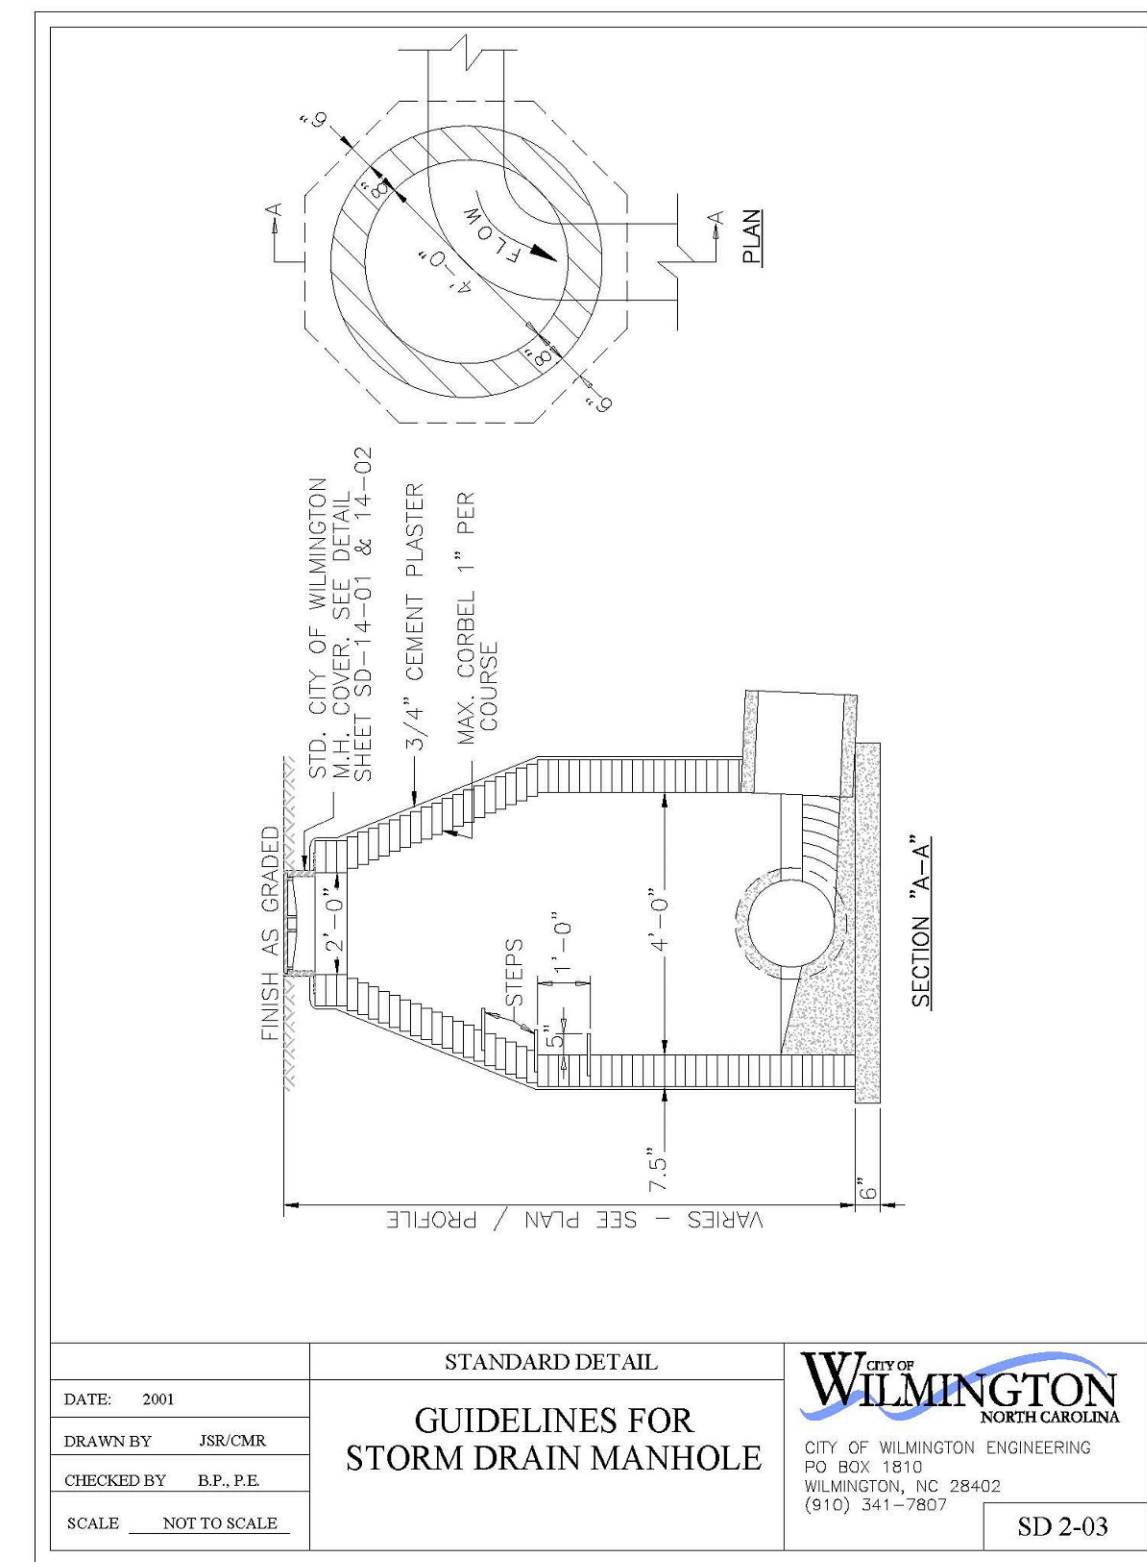 6"
8"
A
A
FLOW
4'-0"
8"
6"
PLAN
STD. CITY OF WILMINGTON
M.H. COVER. SEE DETAIL
SHEET SD-14-01 & 14-02
3/4" CEMENT PLASTER
MAX. CORBEL 1" PER
COURSE
FINISH AS GRADED
2'-0"
STEPS
1'-0"
5"
4'-0"
7.5"
6"
VARIES - SEE PLAN / PROFILE
SECTION "A-A"
STANDARD DETAIL
GUIDELINES FOR
STORM DRAIN MANHOLE
DATE: 2001
DRAWN BY JSR/CMR
CHECKED BY B.P., P.E.
SCALE NOT TO SCALE
CITY OF
WILMINGTON
NORTH CAROLINA
CITY OF WILMINGTON ENGINEERING
PO BOX 1810
WILMINGTON, NC 28402
(910) 341-7807
SD 2-03